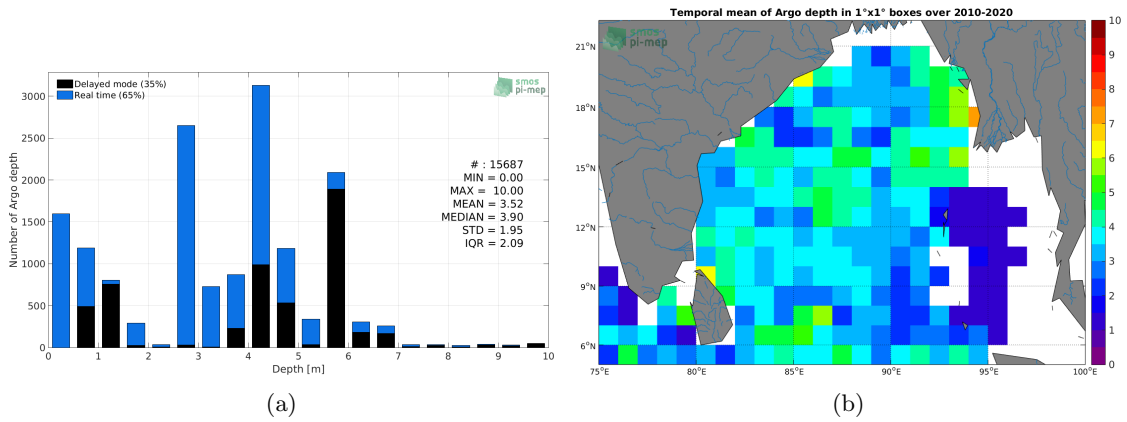 smos
pi-mep
Delayed mode (35%)
Real time (65%)
# : 15687
MIN = 0.00
MAX = 10.00
MEAN = 3.52
MEDIAN = 3.90
STD = 1.95
IQR = 2.09
Number of Argo depth
3000
2500
2000
1500
1000
500
0
0 1 2 3 4 5 6 7 8 9 10
Depth [m]
(a)
Temporal mean of Argo depth in 1°x1° boxes over 2010-2020
smos
pi-mep
21°N
18°N
15°N
12°N
9°N
6°N
75°E 80°E 85°E 90°E 95°E 100°E
10
9
8
7
6
5
4
3
2
1
0
(b)